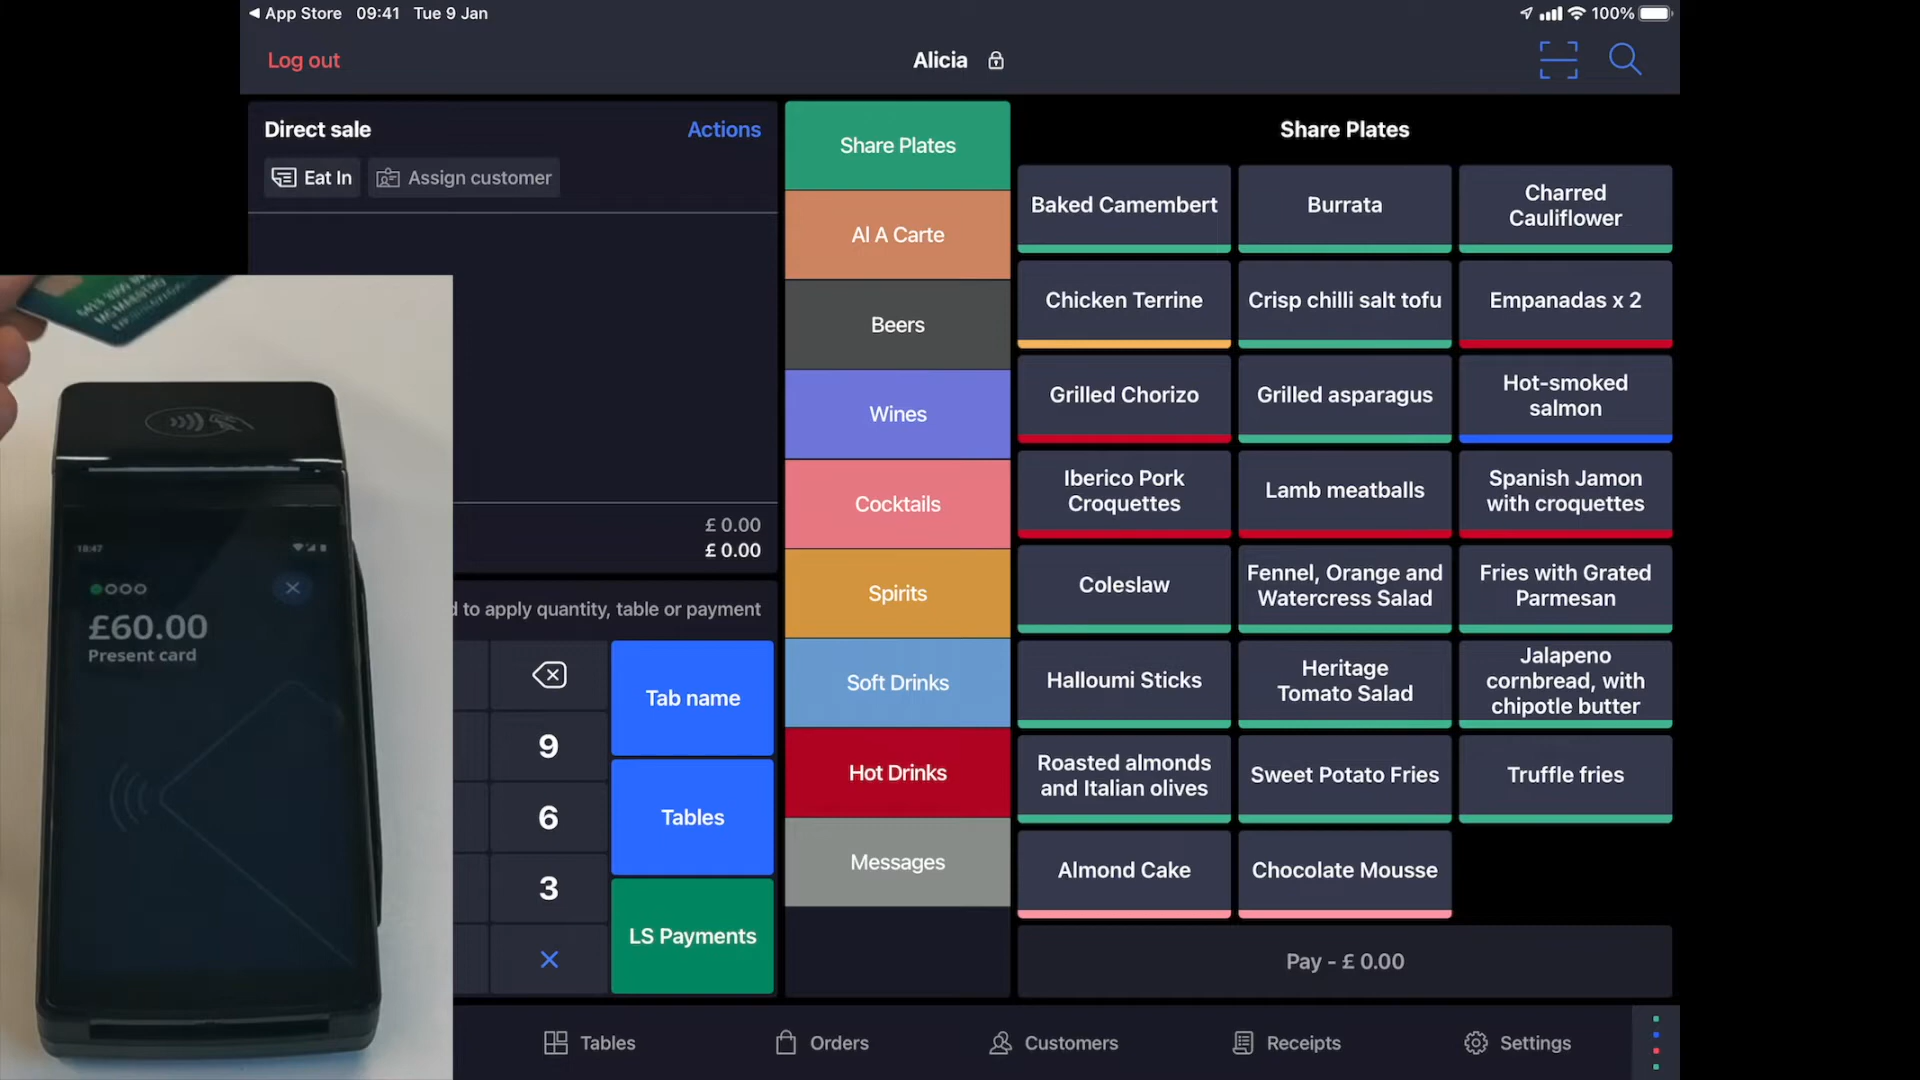 App Store 09:41 Tue 9 Jan
100%
Log out
Alicia
Direct sale
Actions
Eat In
Assign customer
£ 0.00
£ 0.00
d to apply quantity, table or payment
9
6
3
Tab name
Tables
LS Payments
Share Plates
Al A Carte
Beers
Wines
Cocktails
Spirits
Soft Drinks
Hot Drinks
Messages
Share Plates
Baked Camembert
Burrata
Charred
Cauliflower
Chicken Terrine
Crisp chilli salt tofu
Empanadas x 2
Grilled Chorizo
Grilled asparagus
Hot-smoked
salmon
Iberico Pork
Croquettes
Lamb meatballs
Spanish Jamon
with croquettes
Coleslaw
Fennel, Orange and
Watercress Salad
Fries with Grated
Parmesan
Halloumi Sticks
Heritage
Tomato Salad
Jalapeno
cornbread, with
chipotle butter
Roasted almonds
and Italian olives
Sweet Potato Fries
Truffle fries
Almond Cake
Chocolate Mousse
Pay - £ 0.00
Tables
Orders
Customers
Receipts
Settings
18:47
£60.00
Present card